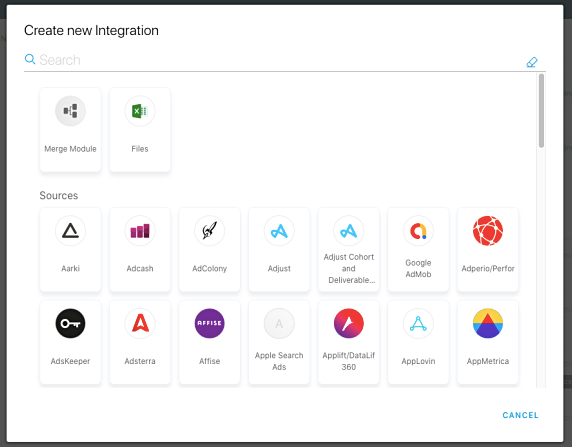 Create new Integration
Search
Merge Module
Files
Sources
Aarki
Adcash
AdColony
Adjust
Adjust Cohort
and
Deliverable...
Google
AdMob
Adperio/Perfor
AdsKeeper
Adsterra
AFFISE
Affise
A
Apple Search
Ads
Applift/DataLif
360
AppLovin
AppMetrica
CANCEL